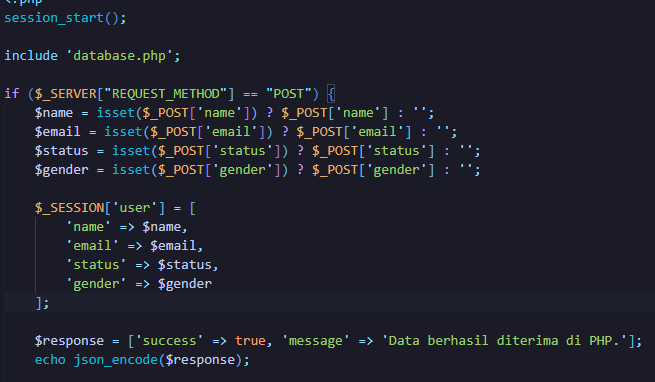 <?php
session_start();
include 'database.php';
if ($_SERVER["REQUEST_METHOD"] == "POST") {
$name = isset($_POST['name']) ? $_POST['name'] : '';
$email = isset($_POST['email']) ? $_POST['email'] : '';
$status = isset($_POST['status']) ? $_POST['status'] : '';
$gender = isset($_POST['gender']) ? $_POST['gender'] : '';
$_SESSION['user'] = [
'name' => $name,
'email' => $email,
'status' => $status,
'gender' => $gender
];
$response = ['success' => true, 'message' => 'Data berhasil diterima di PHP.'];
echo json_encode($response);